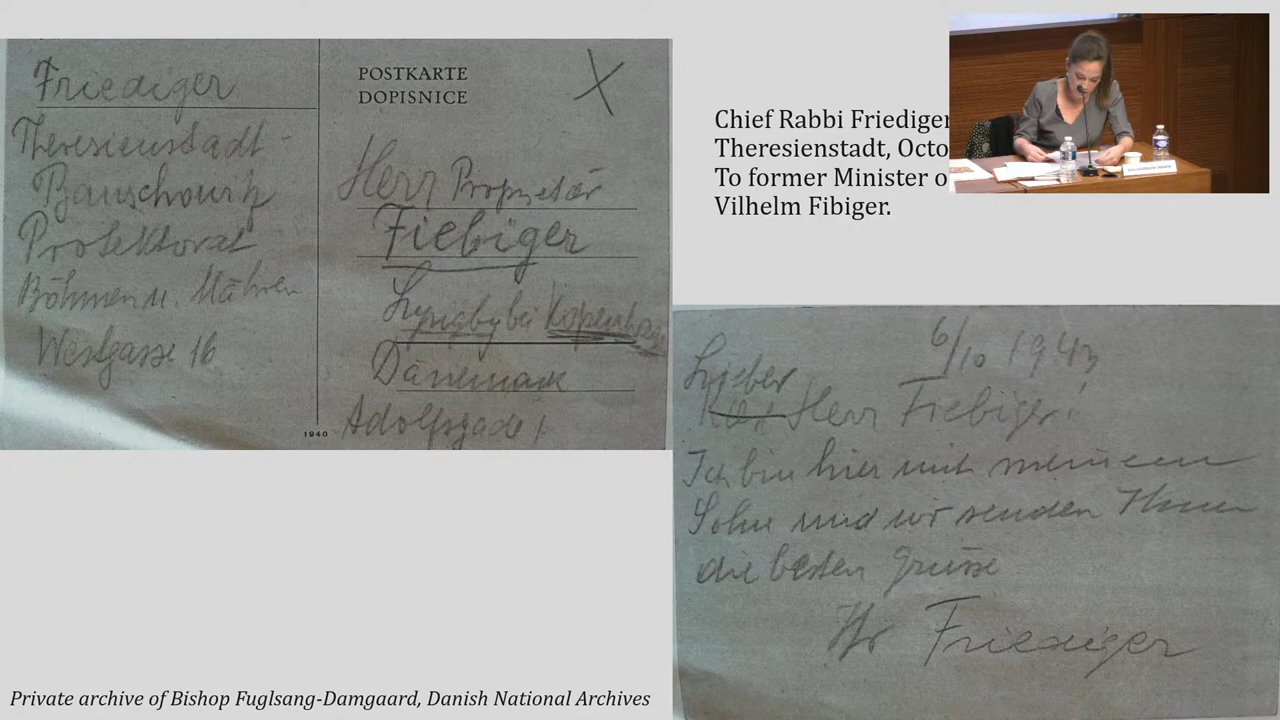 Friediger
Theresienstadt -
Bauschowitz
Protektorat
Böhmen u. Mähren
Westgasse 16
POSTKARTE
DOPISNICE
X
Herr Proprietær
Fiebiger
Lyngby bei Kopenhagen
Dänemark
Adolfsgade 1
1940
Chief Rabbi Friediger
Theresienstadt, Octo
To former Minister o
Vilhelm Fibiger.
6/10 1943
Lieber
Herr Fiebiger!
Ich bin hier mit meinem
Sohn und wir senden Ihnen
die besten Grüsse
Ihr Friediger
Private archive of Bishop Fuglsang-Damgaard, Danish National Archives